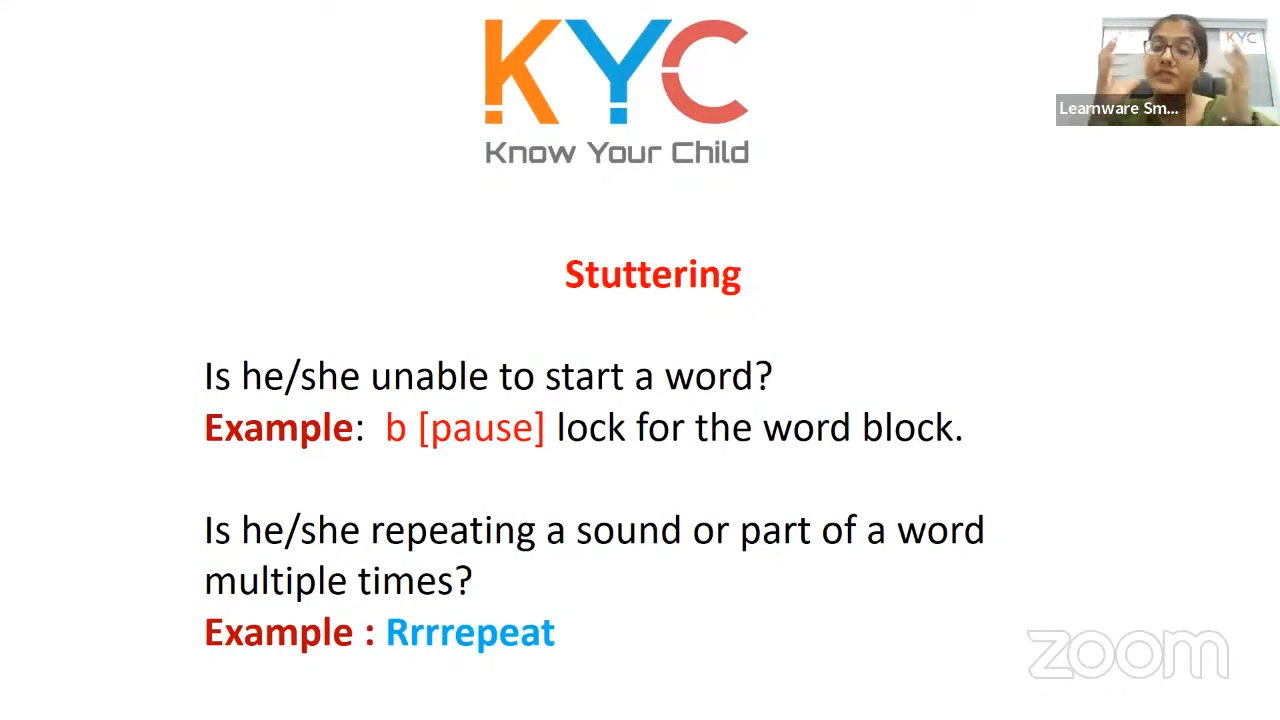 KYC
Know Your Child
KYC
Learnware Sm...
Stuttering
Is he/she unable to start a word?
Example: b [pause] lock for the word block.
Is he/she repeating a sound or part of a word
multiple times?
Example : Rrrrepeat
zoom